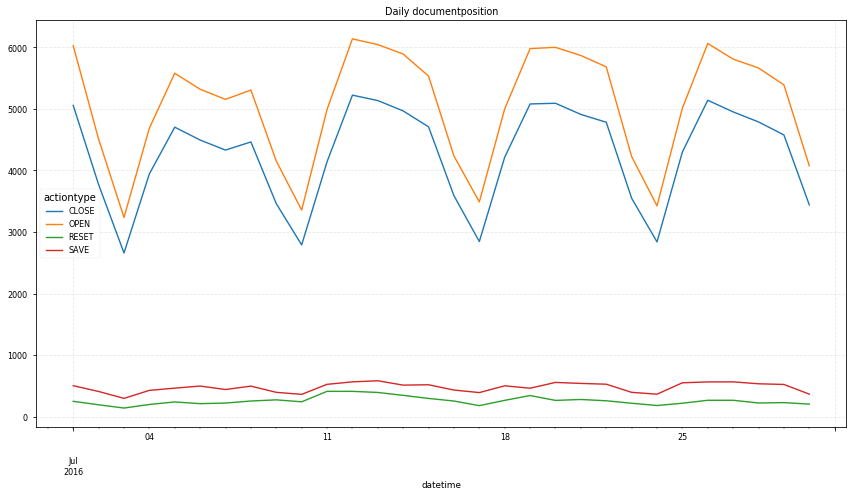 Daily documentposition
6000
5000
4000
3000
2000
1000
0
actiontype
CLOSE
OPEN
RESET
SAVE
04
11
18
25
Jul
2016
datetime